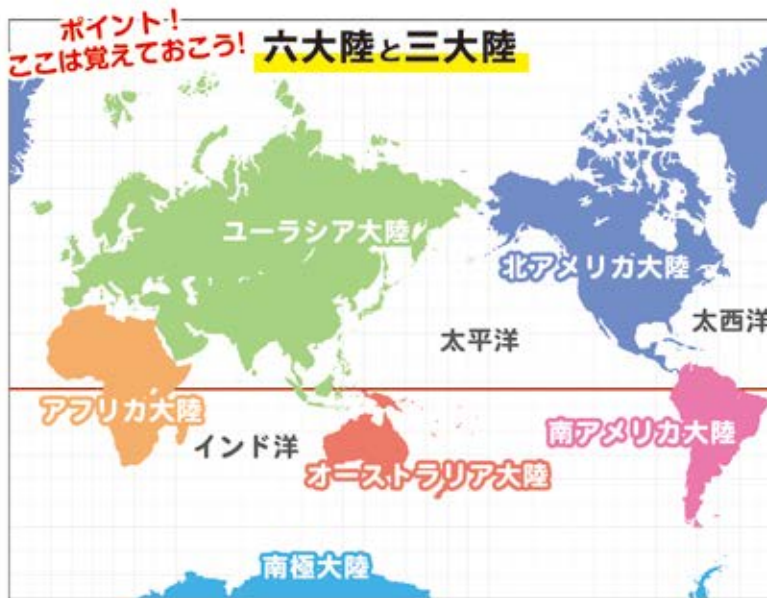 ポイント!
ここは覚えておこう!
六大陸と三大陸
ユーラシア大陸
北アメリカ大陸
太西洋
太平洋
アフリカ大陸
インド洋
オーストラリア大陸
南アメリカ大陸
南極大陸